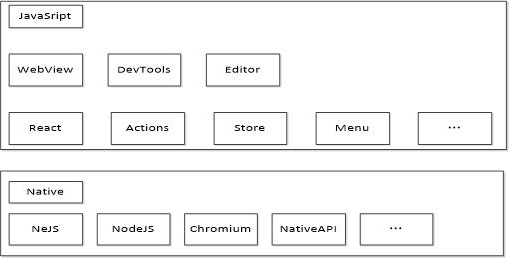 JavaSript
WebView DevTools Editor
React Actions Store Menu ...
Native
NeJS NodeJS Chromium NativeAPI ...